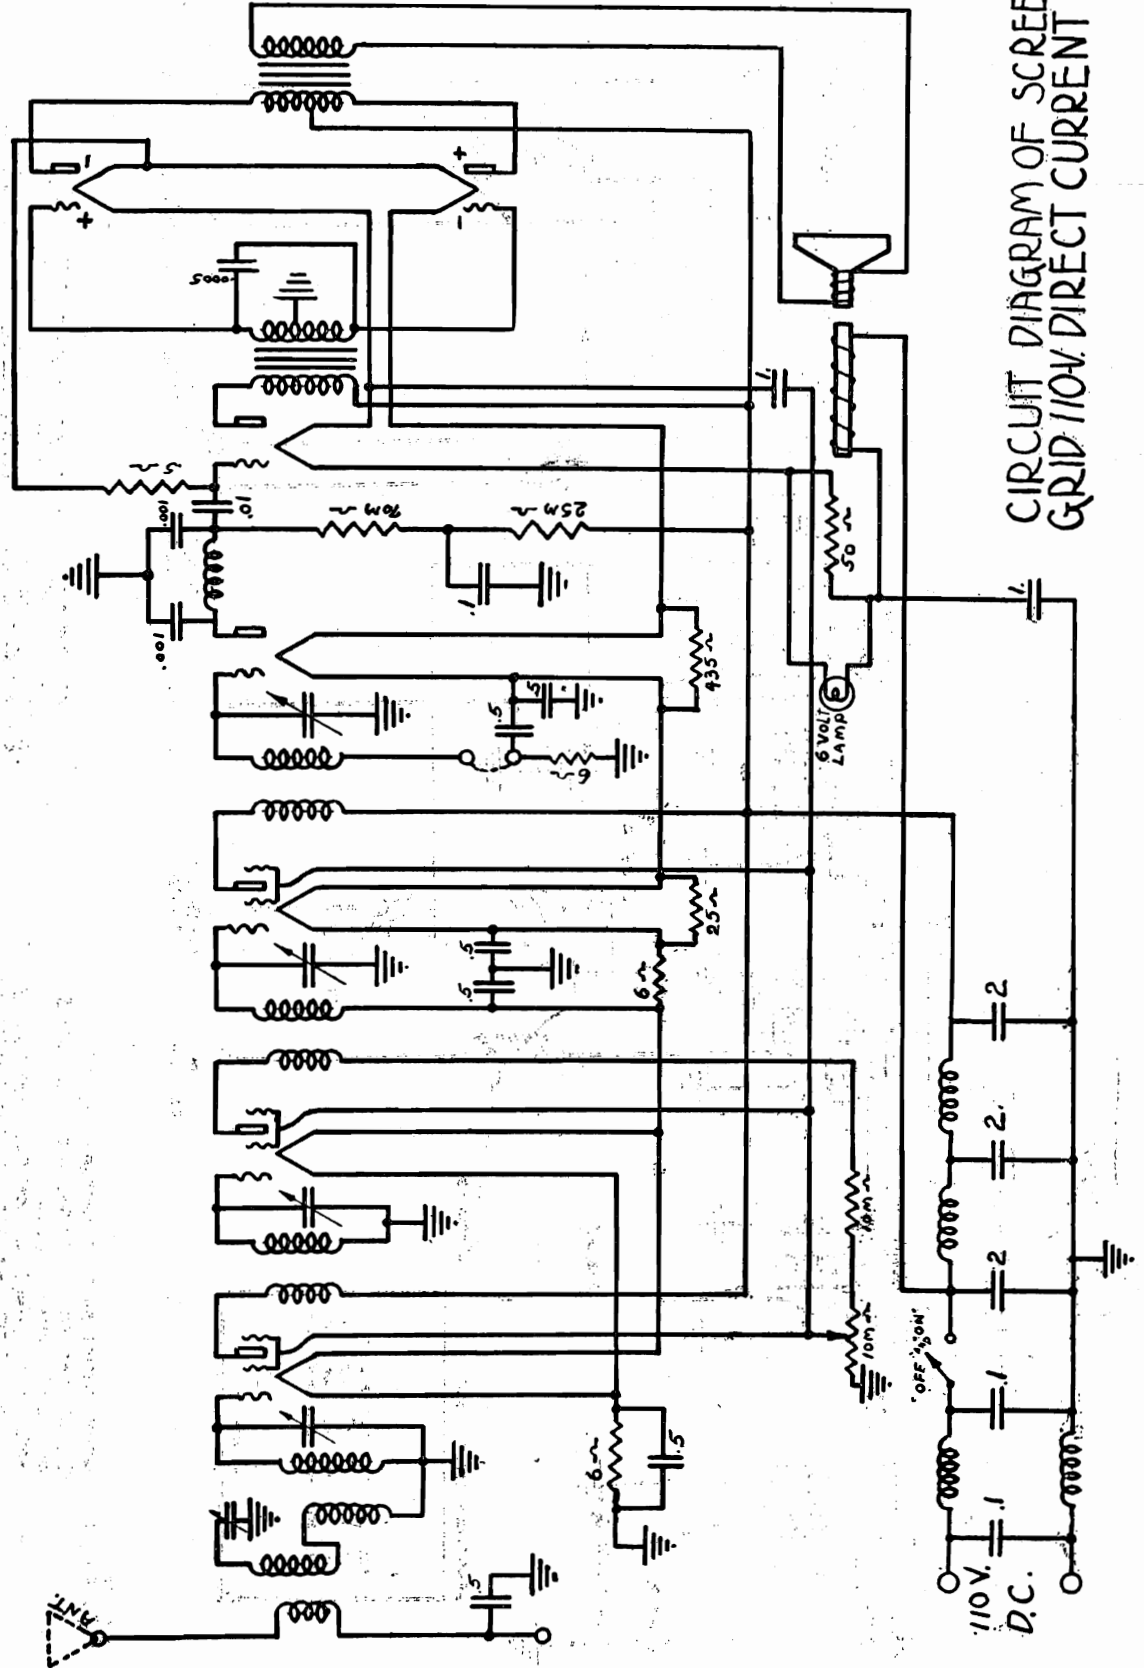 CIRCUIT DIAGRAM OF SCREE
GRID 110-V. DIRECT CURRENT
ANT.
.5
6 Ω
.5
110 V.
D.C.
.1
.1
"OFF" "ON"
10M Ω
10M Ω
2
2.
2
.5
.5
6 Ω
25 Ω
.5
.5
6 Ω
435 Ω
6 VOLT
LAMP
50 Ω
1.
.001
.001
.01
.5 Ω
70M Ω
25M Ω
.1
1.
.0005
+
-
+